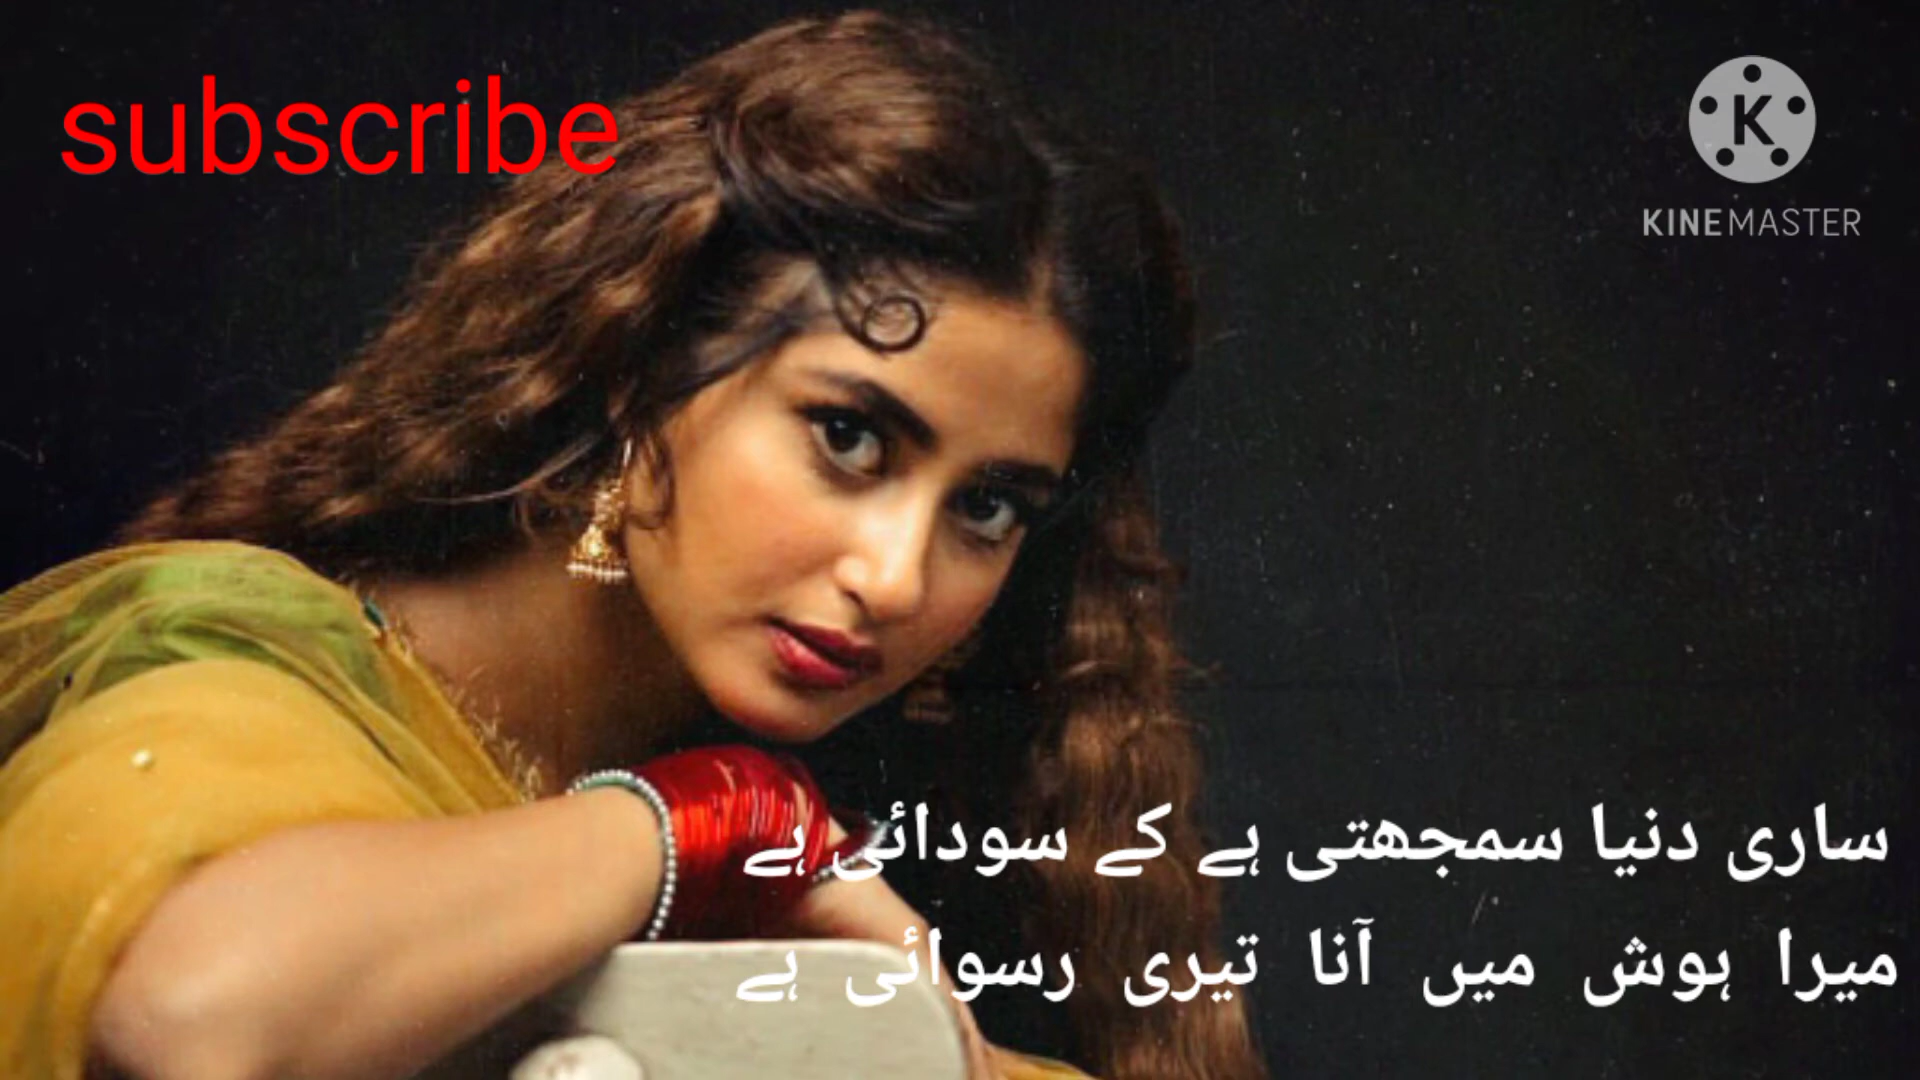 subscribe
KINEMASTER
ساری دنیا سمجھتی ہے کے سودائی ہے
میرا ہوش میں آنا تیری رسوائی ہے